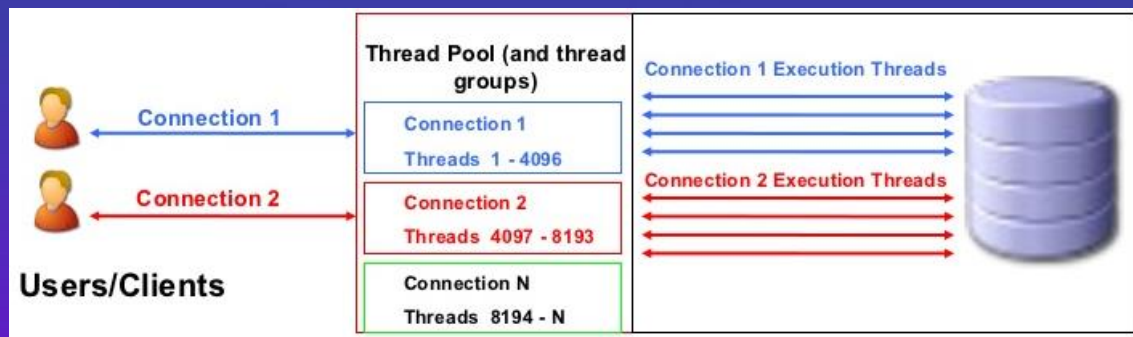 Thread Pool (and thread
groups)
Connection 1
Connection 1
Threads 1 - 4096
Connection 1 Execution Threads
Connection 2
Connection 2
Threads 4097 - 8193
Connection 2 Execution Threads
Users/Clients
Connection N
Threads 8194 - N